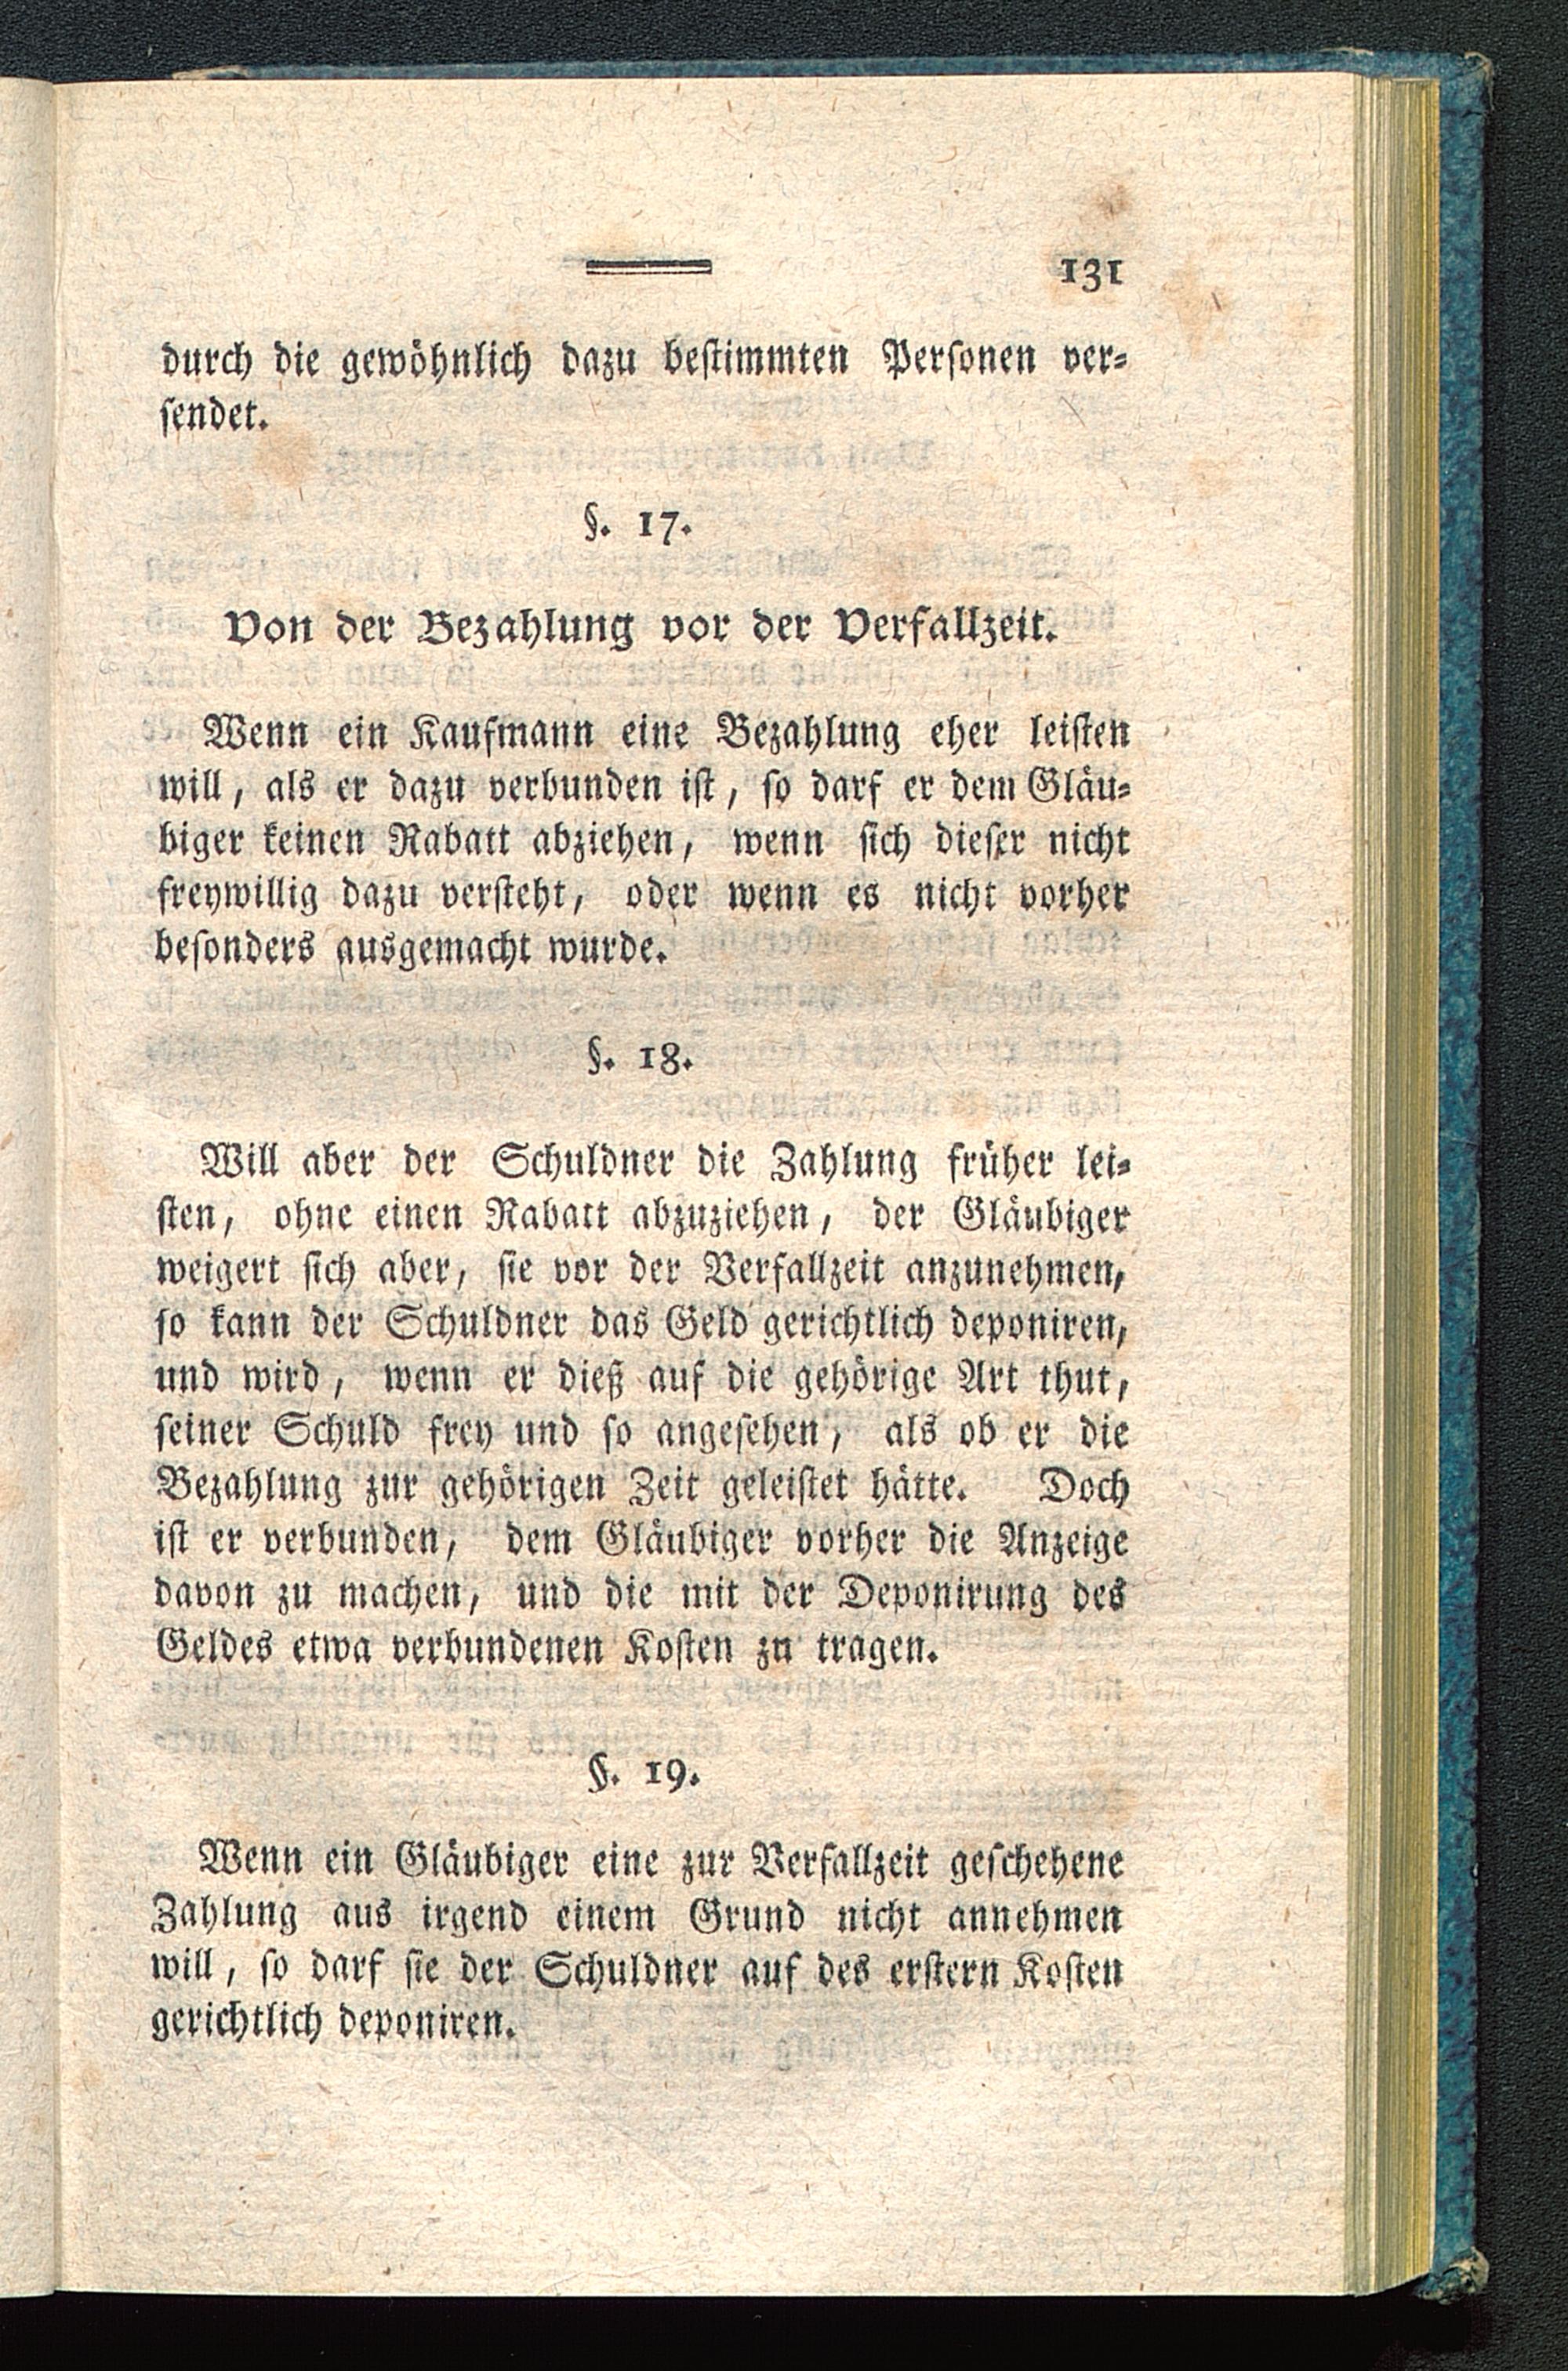 131
durch die gewöhnlich dazu bestimmten Personen ver-
sendet.
§. 17.
Von der Bezahlung vor der Verfallzeit.
Wenn ein Kaufmann eine Bezahlung eher leisten
will, als er dazu verbunden ist, so darf er dem Gläu-
biger keinen Rabatt abziehen, wenn sich dieser nicht
freywillig dazu versteht, oder wenn es nicht vorher
besonders ausgemacht wurde.
§. 18.
Will aber der Schuldner die Zahlung früher lei-
sten, ohne einen Rabatt abzuziehen, der Gläubiger
weigert sich aber, sie vor der Verfallzeit anzunehmen,
so kann der Schuldner das Geld gerichtlich deponiren,
und wird, wenn er dieß auf die gehörige Art thut,
seiner Schuld frey und so angesehen, als ob er die
Bezahlung zur gehörigen Zeit geleistet hätte. Doch
ist er verbunden, dem Gläubiger vorher die Anzeige
davon zu machen, und die mit der Deponirung des
Geldes etwa verbundenen Kosten zu tragen.
§. 19.
Wenn ein Gläubiger eine zur Verfallzeit geschehene
Zahlung aus irgend einem Grund nicht annehmen
will, so darf sie der Schuldner auf des erstern Kosten
gerichtlich deponiren.